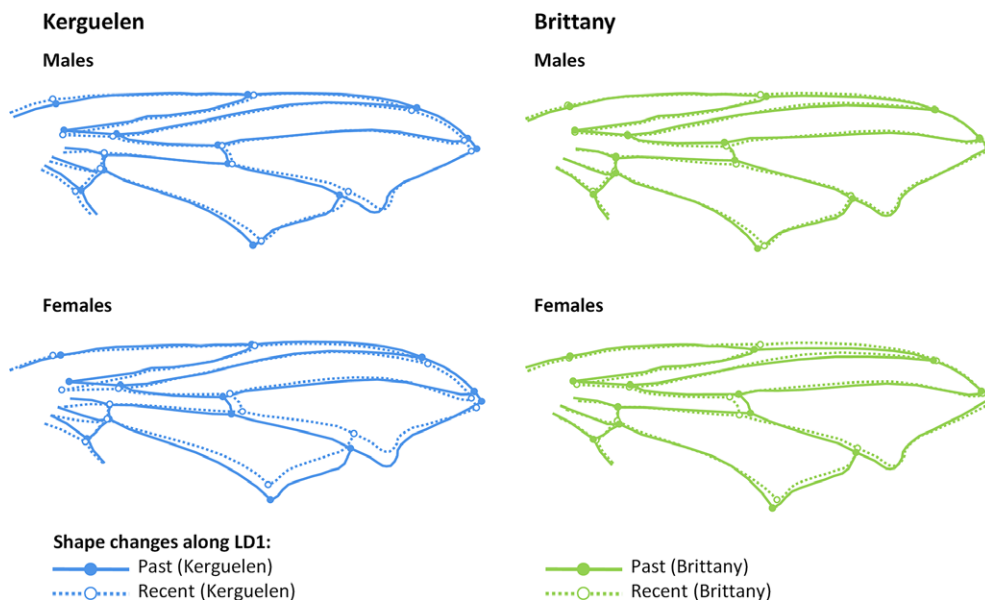 Kerguelen
Brittany
Males
Males
Females
Females
Shape changes along LD1:
Past (Kerguelen)
Past (Brittany)
Recent (Kerguelen)
Recent (Brittany)